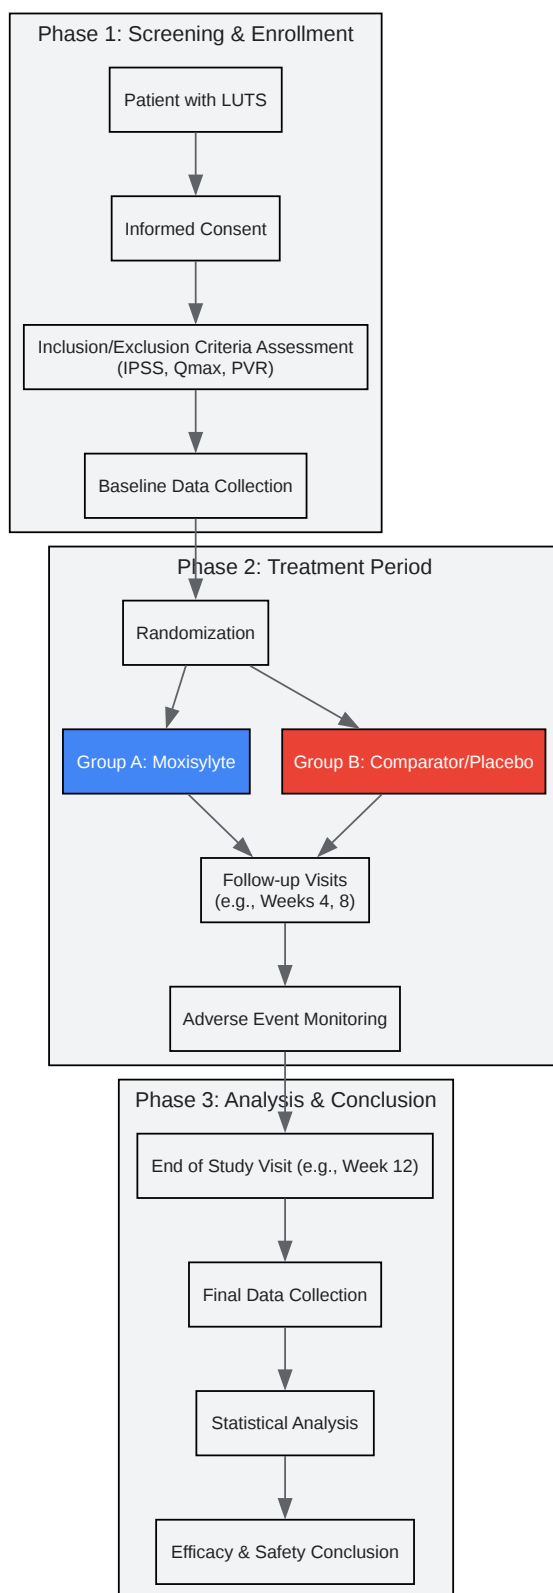 Phase 1: Screening & Enrollment
Patient with LUTS
Informed Consent
Inclusion/Exclusion Criteria Assessment
(IPSS, Qmax, PVR)
Baseline Data Collection
Phase 2: Treatment Period
Randomization
Group A: Moxisylyte
Group B: Comparator/Placebo
Follow-up Visits
(e.g., Weeks 4, 8)
Adverse Event Monitoring
Phase 3: Analysis & Conclusion
End of Study Visit (e.g., Week 12)
Final Data Collection
Statistical Analysis
Efficacy & Safety Conclusion